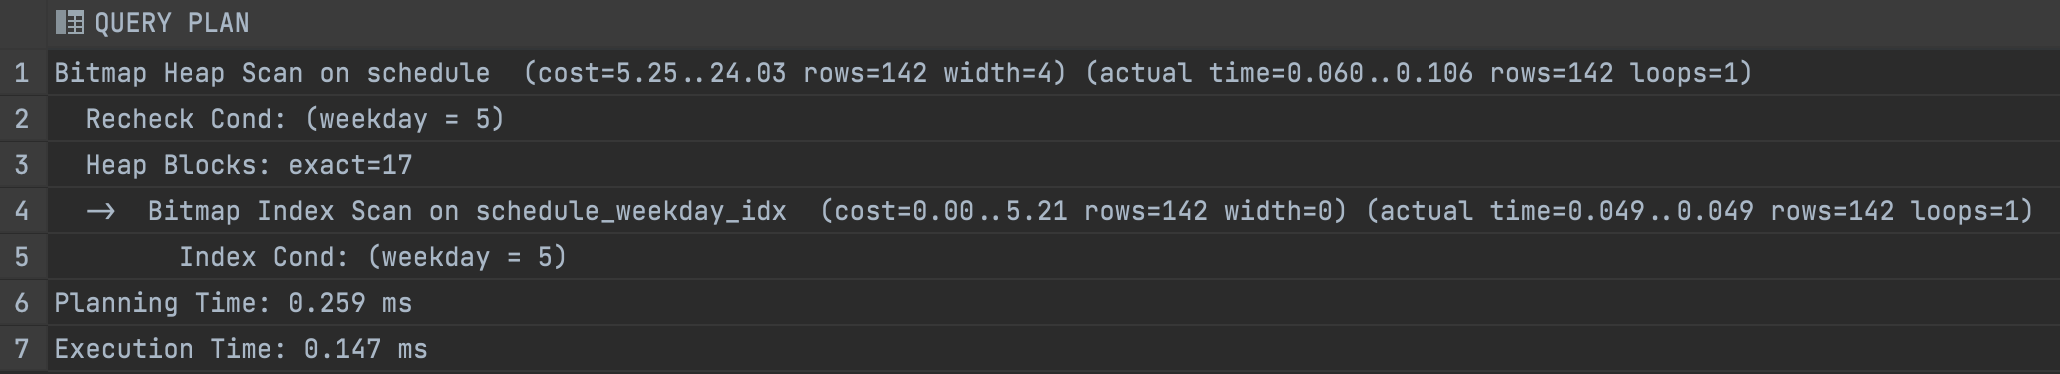 QUERY PLAN
1 Bitmap Heap Scan on schedule  (cost=5.25..24.03 rows=142 width=4) (actual time=0.060..0.106 rows=142 loops=1)
2   Recheck Cond: (weekday = 5)
3   Heap Blocks: exact=17
4   ->  Bitmap Index Scan on schedule_weekday_idx  (cost=0.00..5.21 rows=142 width=0) (actual time=0.049..0.049 rows=142 loops=1)
5         Index Cond: (weekday = 5)
6 Planning Time: 0.259 ms
7 Execution Time: 0.147 ms